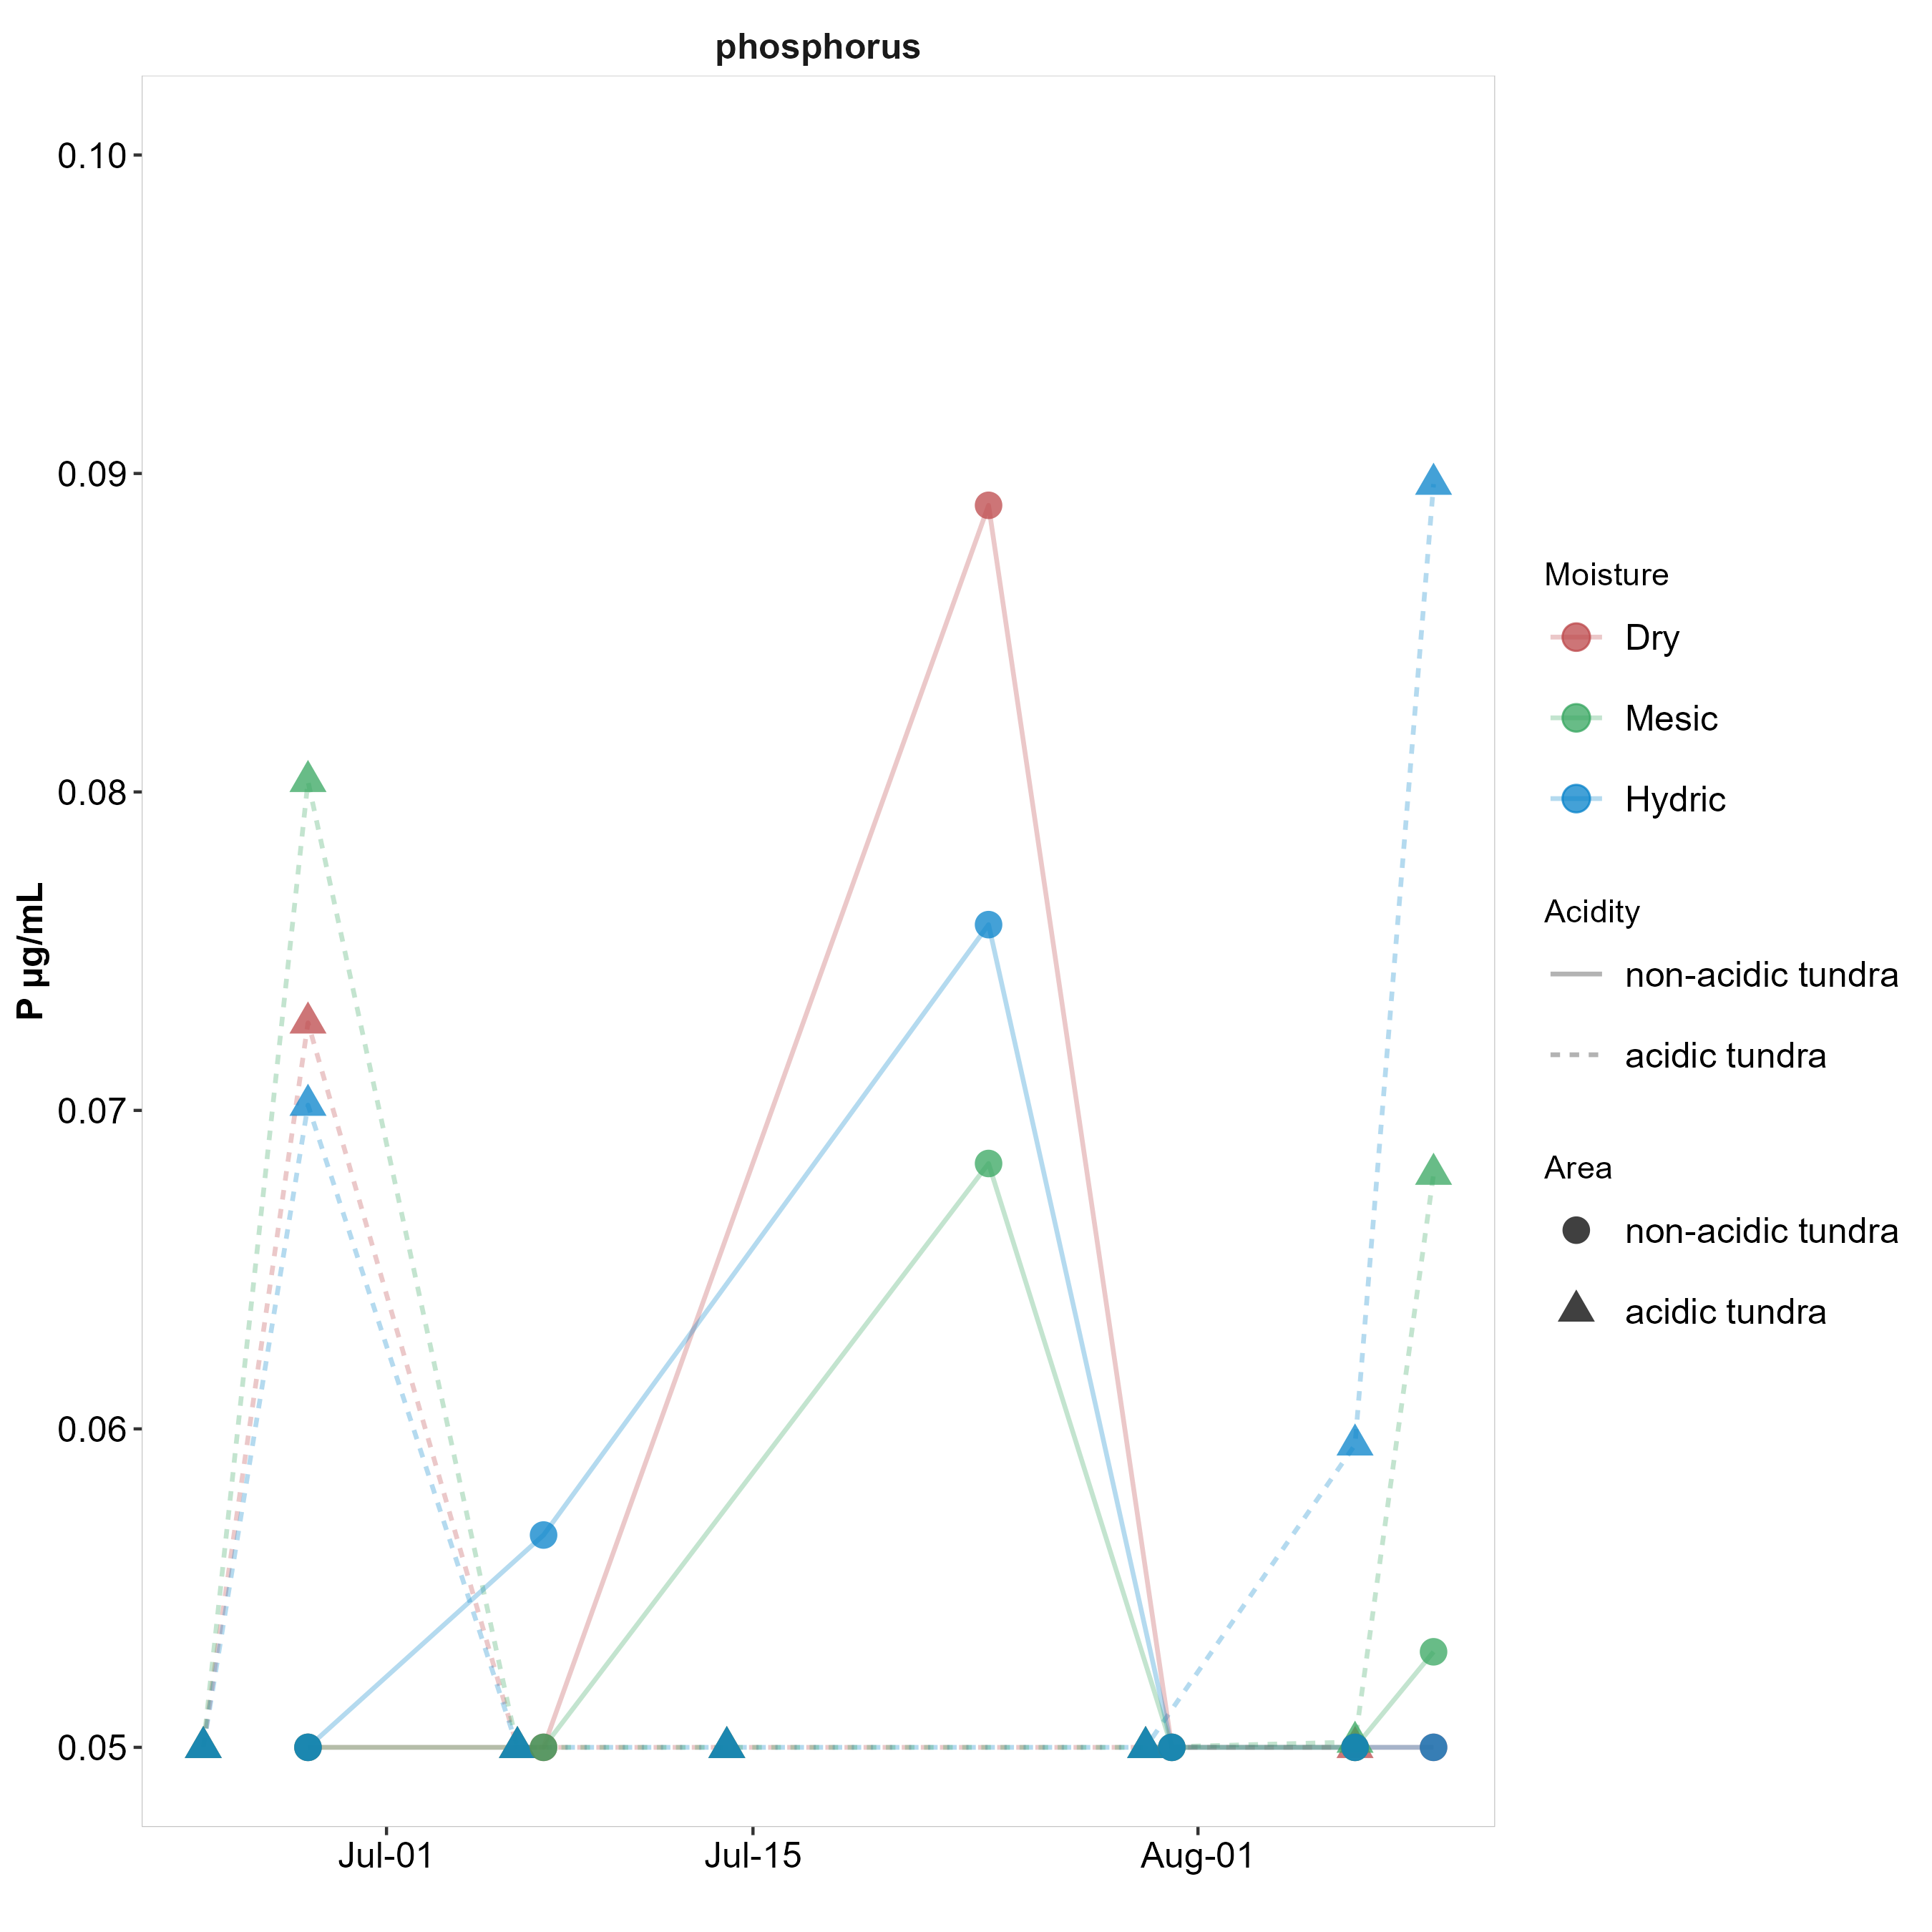 phosphorus
0.10
0.09
0.08
0.07
0.06
0.05
P µg/mL
Jul-01
Jul-15
Aug-01
Moisture
Dry
Mesic
Hydric
Acidity
non-acidic tundra
acidic tundra
Area
non-acidic tundra
acidic tundra